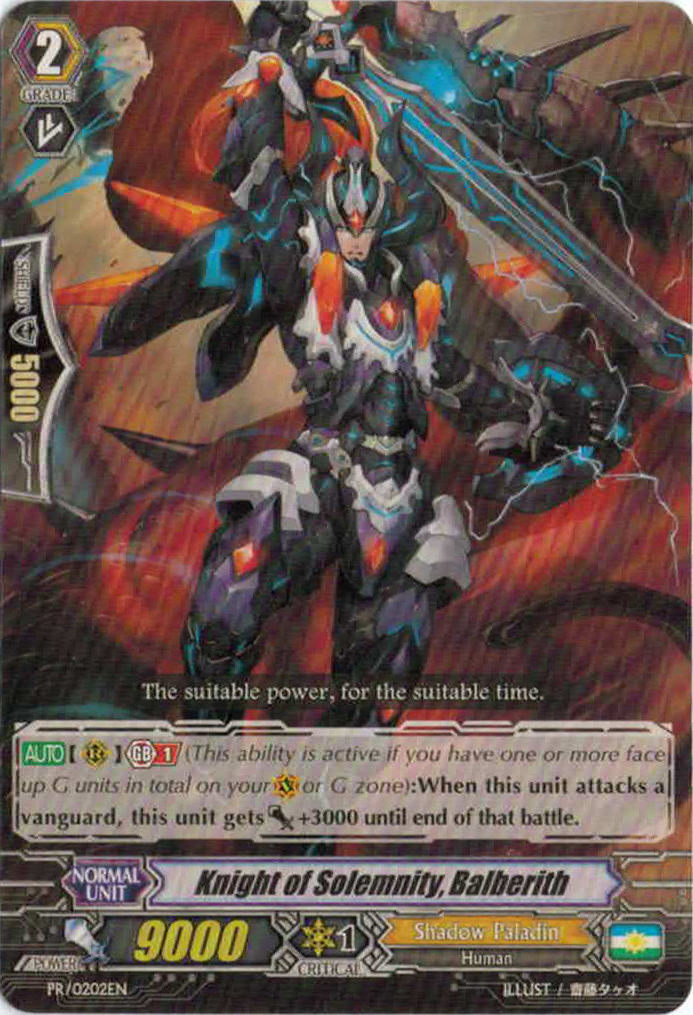 2
GRADE
SHIELD
5000
The suitable power, for the suitable time.
AUTO [ R ] GB 1 (This ability is active if you have one or more face
up G units in total on your V or G zone):When this unit attacks a
vanguard, this unit gets +3000 until end of that battle.
NORMAL
UNIT
Knight of Solemnity, Balberith
POWER
9000
1
CRITICAL
Shadow Paladin
Human
PR/0202EN
ILLUST / 齋藤タヶオ